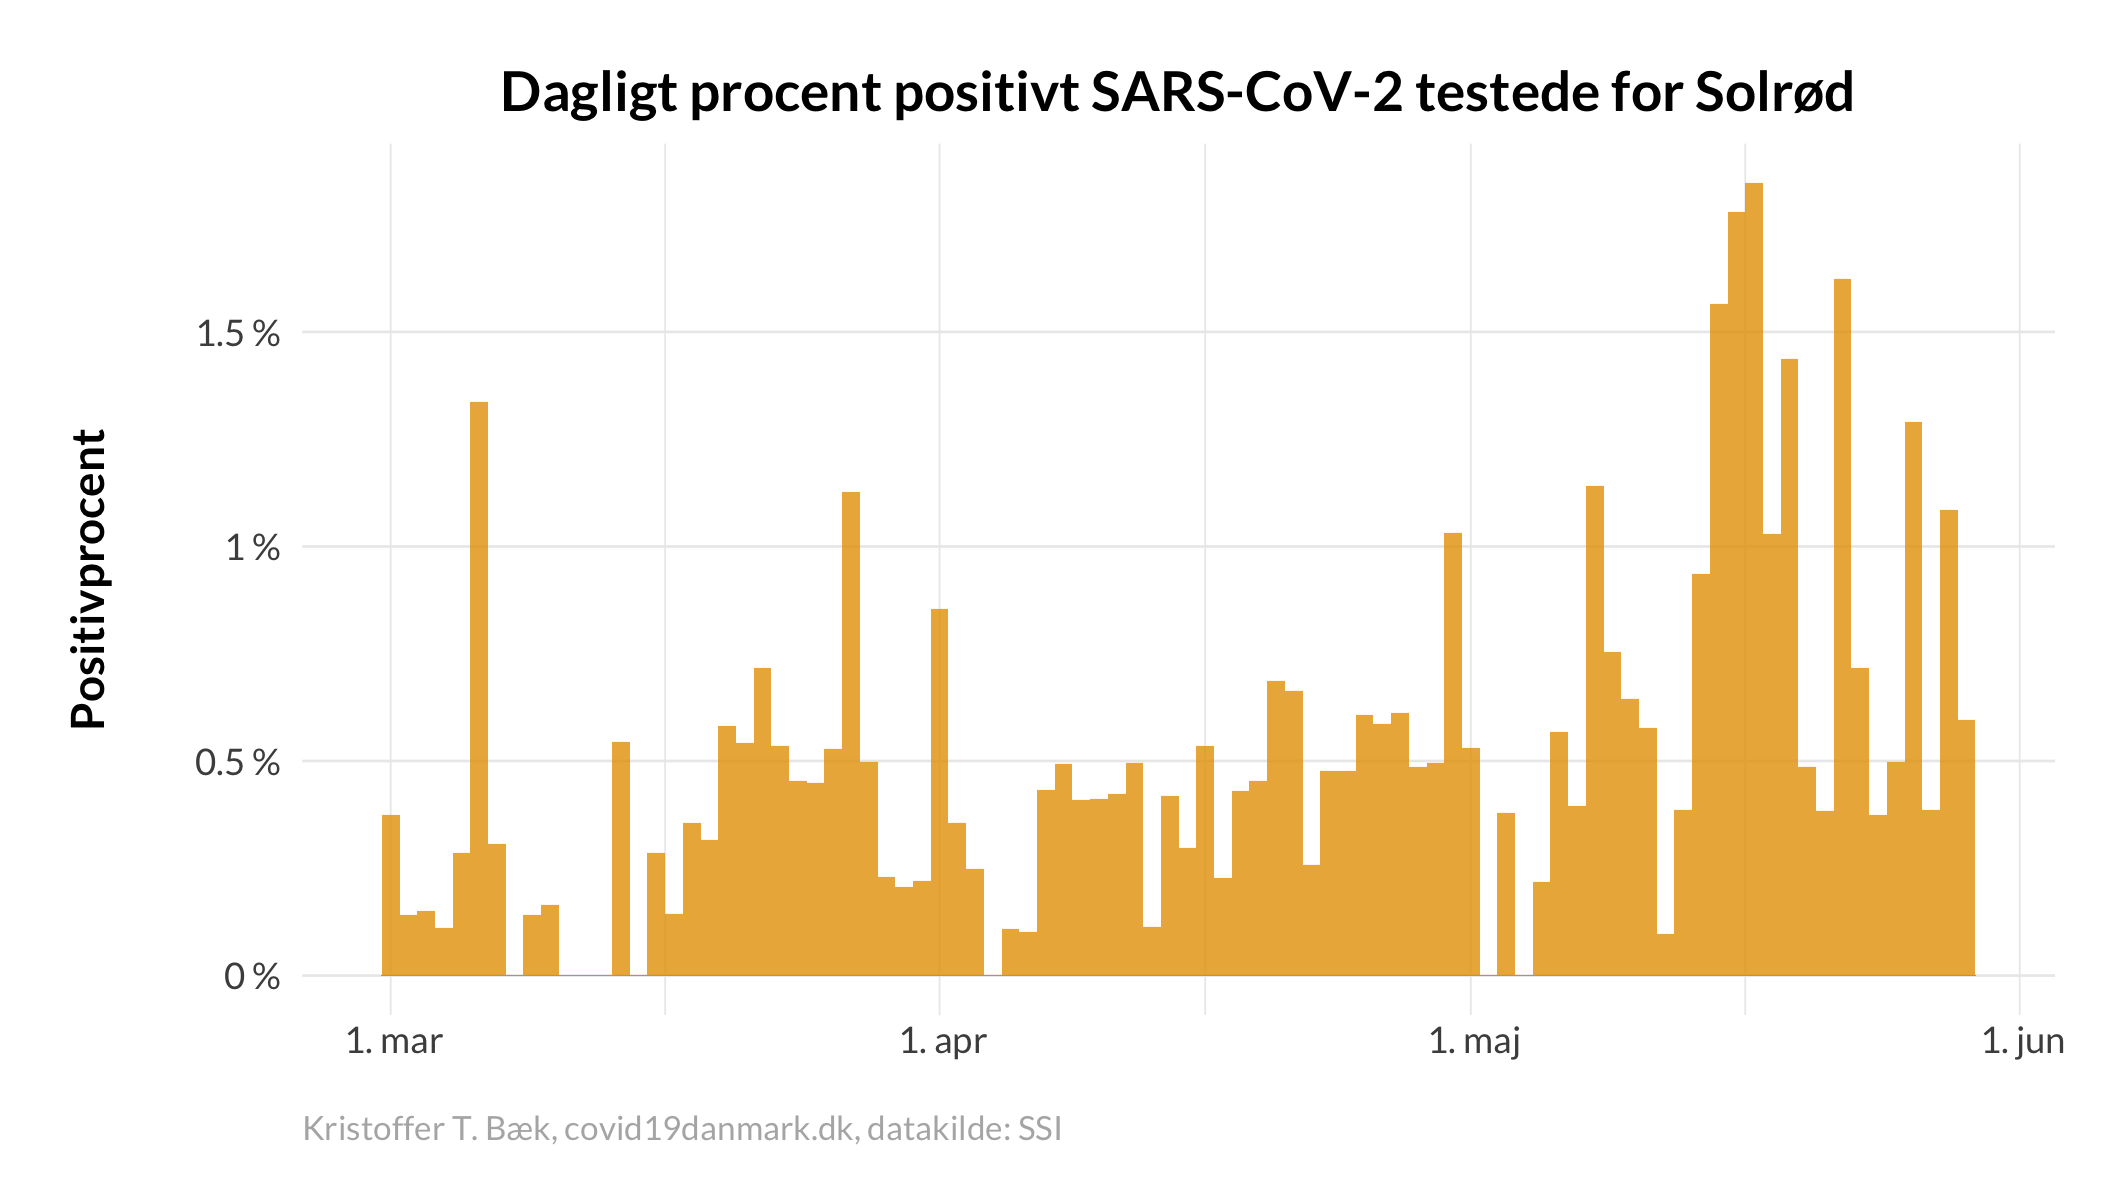 Dagligt procent positivt SARS-CoV-2 testede for Solrød
Positivprocent
1.5 %
1 %
0.5 %
0 %
1. mar
1. apr
1. maj
1. jun
Kristoffer T. Bæk, covid19danmark.dk, datakilde: SSI